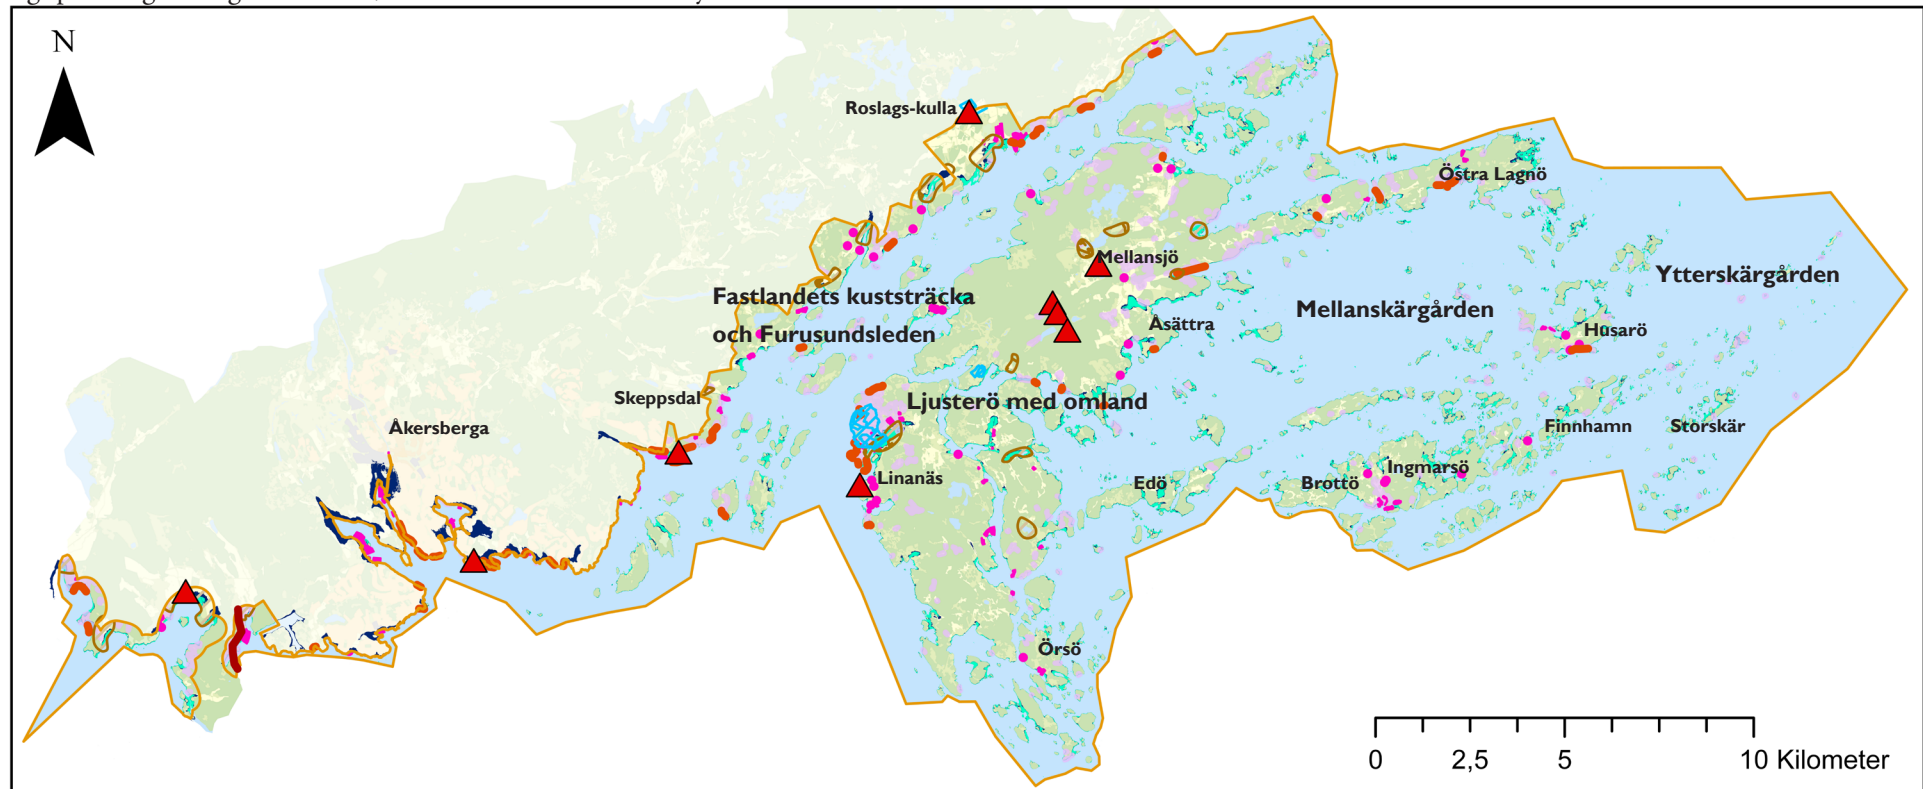 N
Roslags-kulla
Östra Lagnö
Mellansjö
Ytterskärgården
Fastlandets kuststräcka
och Furusundsleden
Mellanskärgården
Åsättra
Husarö
Skeppsdal
Ljusterö med omland
Åkersberga
Finnhamn
Storskär
Ingmarsö
Linanäs
Edö
Brottö
Örsö
0 2,5 5 10 Kilometer